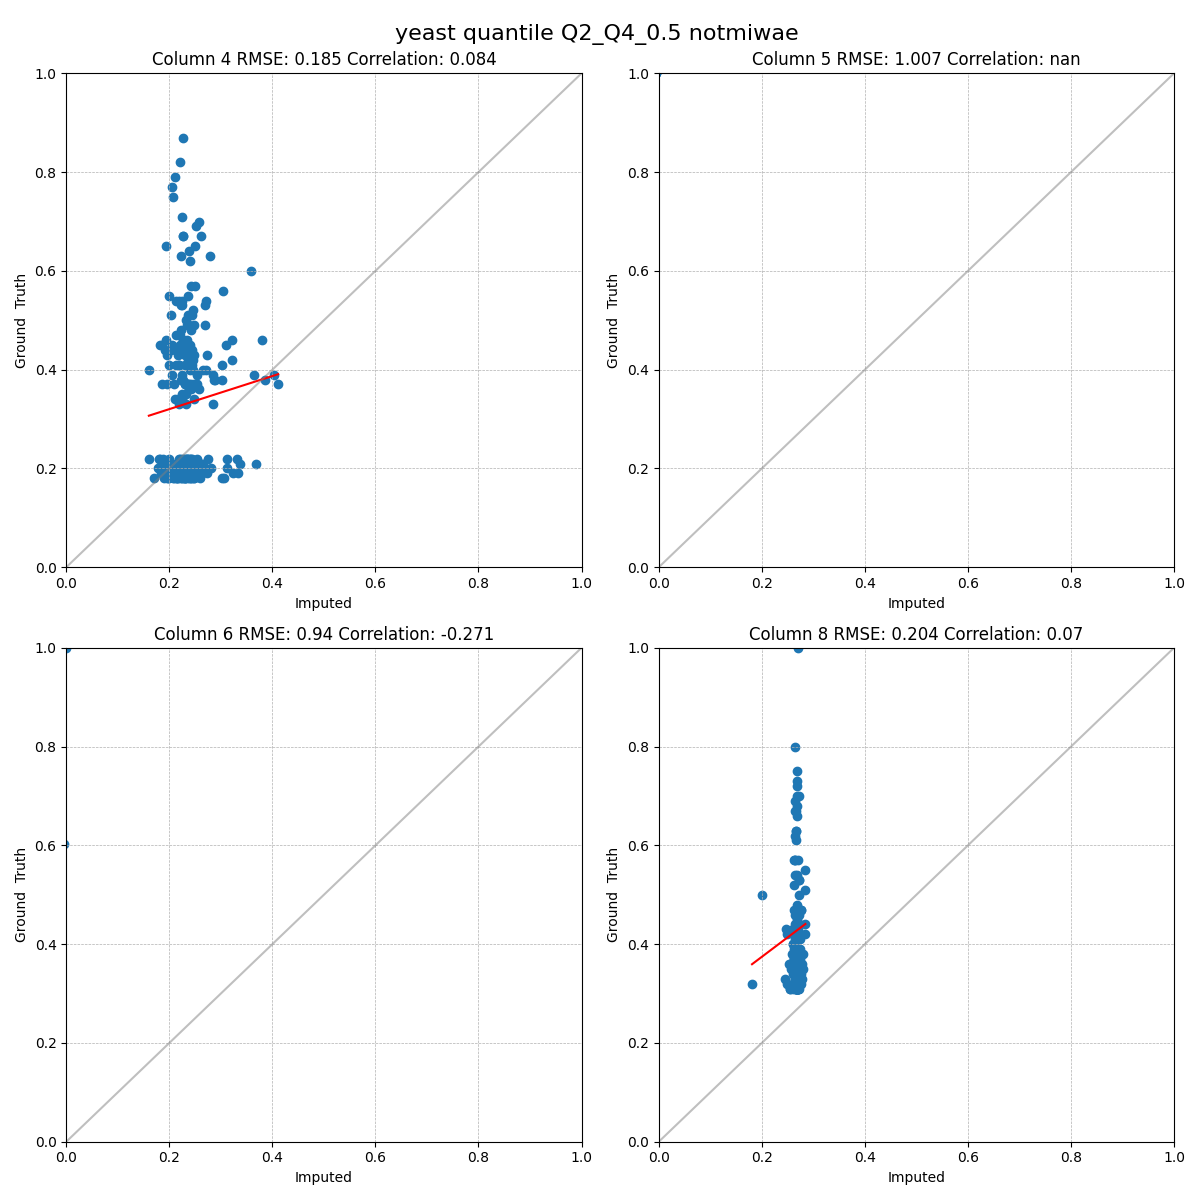 yeast quantile Q2_Q4_0.5 notmiwae
Column 4 RMSE: 0.185 Correlation: 0.084
1.0
0.8
0.6
0.4
0.2
0.0
Ground Truth
0.0 0.2 0.4 0.6 0.8 1.0
Imputed
Column 5 RMSE: 1.007 Correlation: nan
1.0
0.8
0.6
0.4
0.2
0.0
Ground Truth
0.0 0.2 0.4 0.6 0.8 1.0
Imputed
Column 6 RMSE: 0.94 Correlation: -0.271
1.0
0.8
0.6
0.4
0.2
0.0
Ground Truth
0.0 0.2 0.4 0.6 0.8 1.0
Imputed
Column 8 RMSE: 0.204 Correlation: 0.07
1.0
0.8
0.6
0.4
0.2
0.0
Ground Truth
0.0 0.2 0.4 0.6 0.8 1.0
Imputed